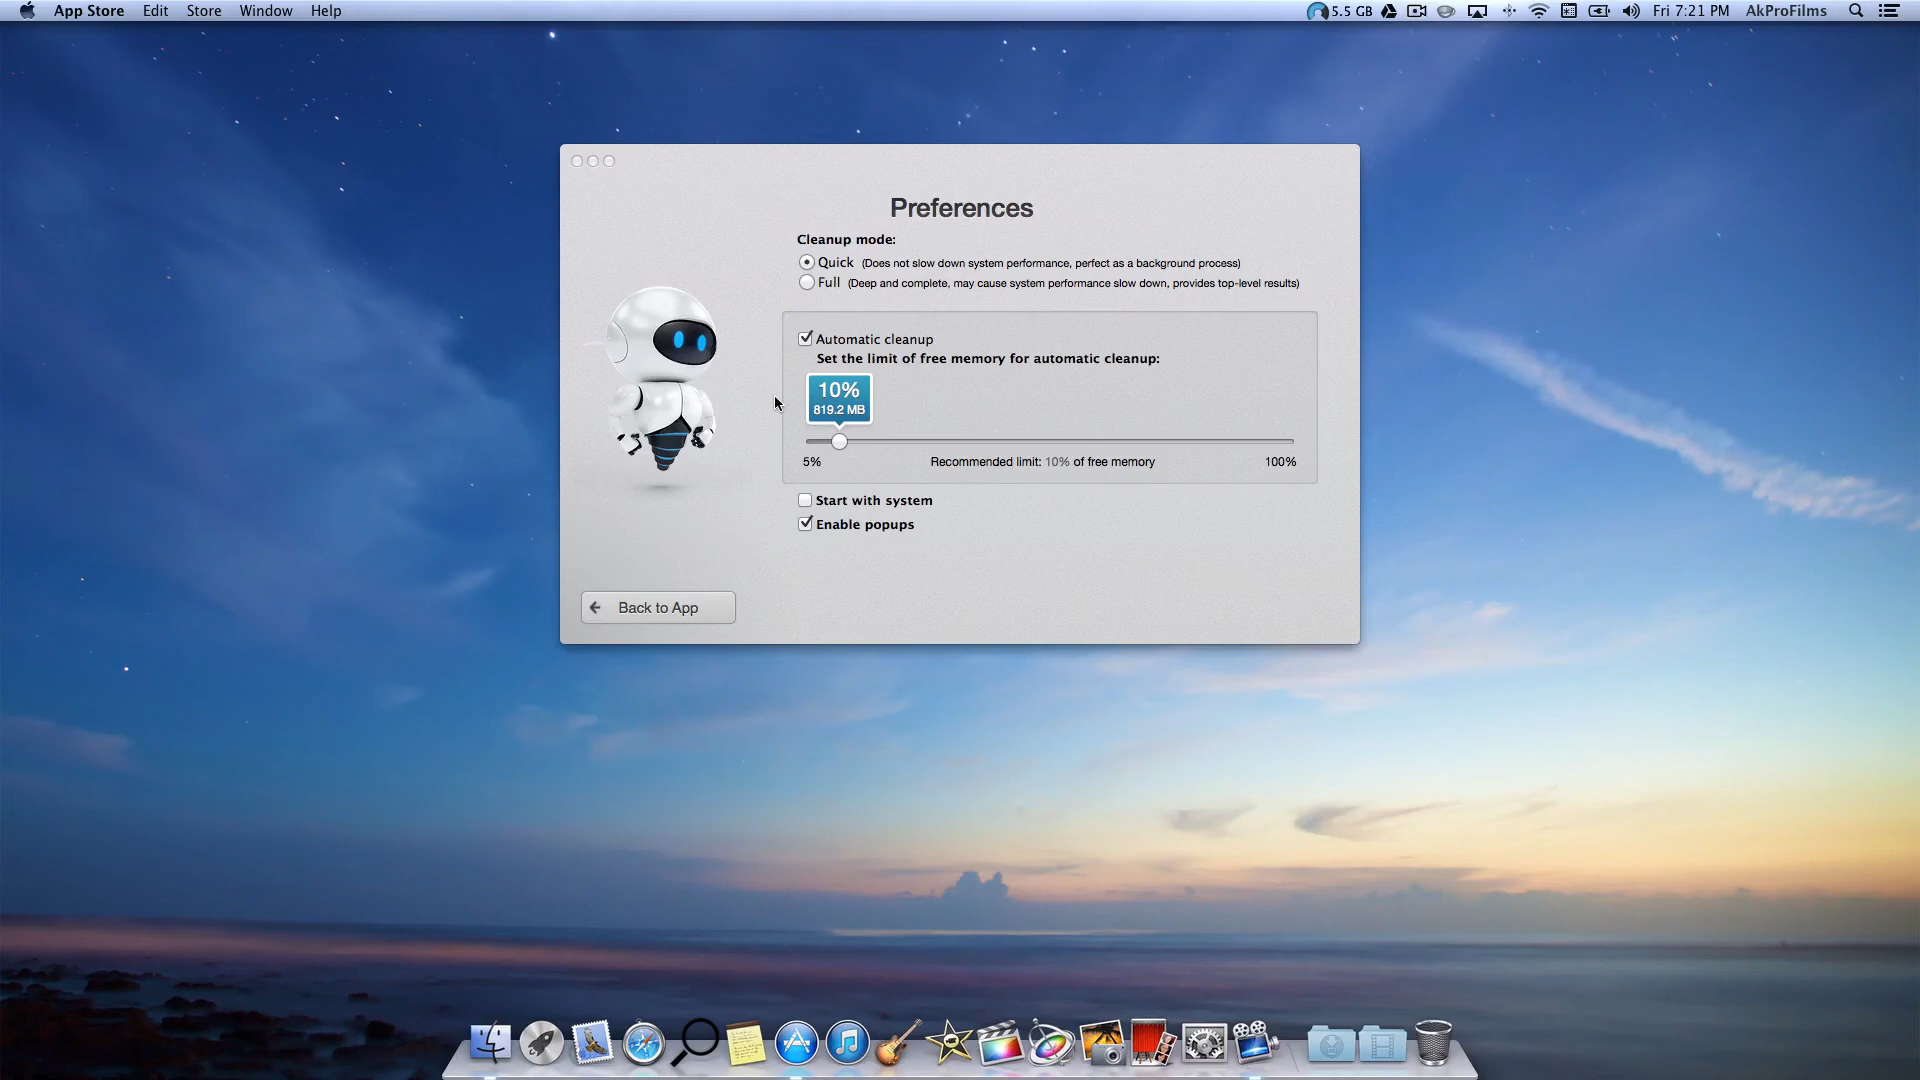 App Store Edit Store Window Help 5.5 GB Fri 7:21 PM AkProFilms
Preferences
Cleanup mode:
Quick (Does not slow down system performance, perfect as a background process)
Full (Deep and complete, may cause system performance slow down, provides top-level results)
Automatic cleanup
Set the limit of free memory for automatic cleanup:
10%
819.2 MB
5% Recommended limit: 10% of free memory 100%
Start with system
Enable popups
Back to App